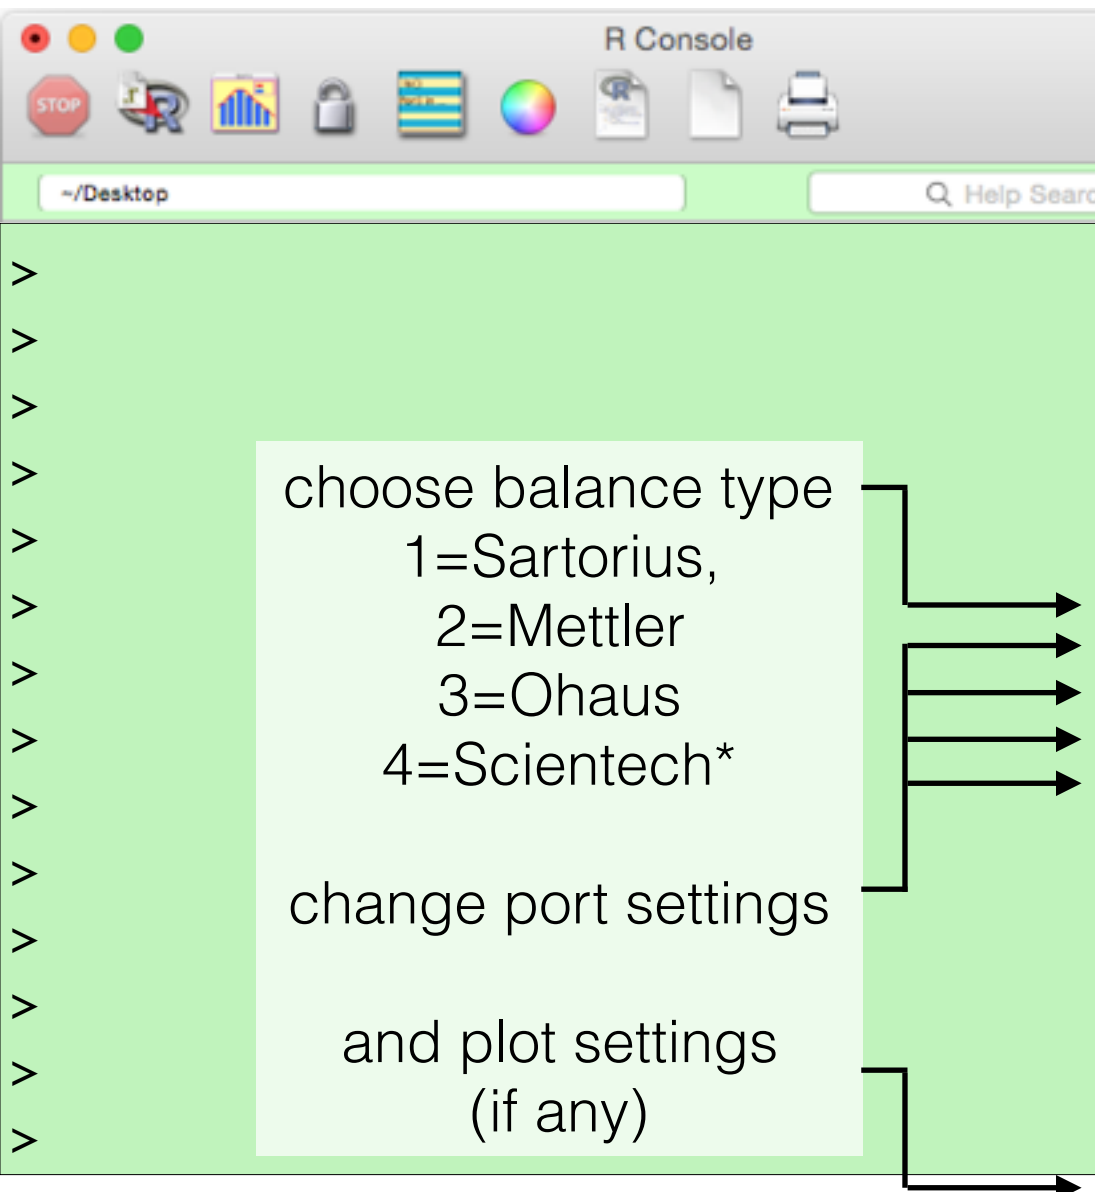 R Console
STOP
R
R
~/Desktop
Help Searc
>
>
>
>
>
>
>
>
>
>
>
>
>
>
choose balance type
1=Sartorius,
2=Mettler
3=Ohaus
4=Scientech*
change port settings
and plot settings
(if any)